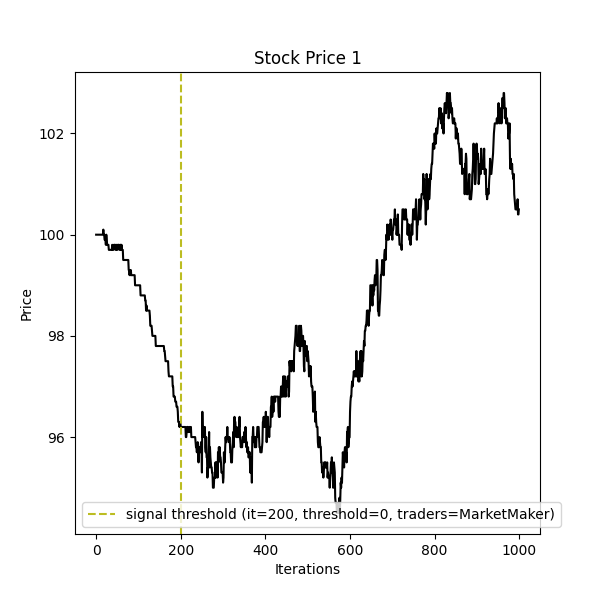 Stock Price 1
Price
102
100
98
96
signal threshold (it=200, threshold=0, traders=MarketMaker)
0 200 400 600 800 1000
Iterations